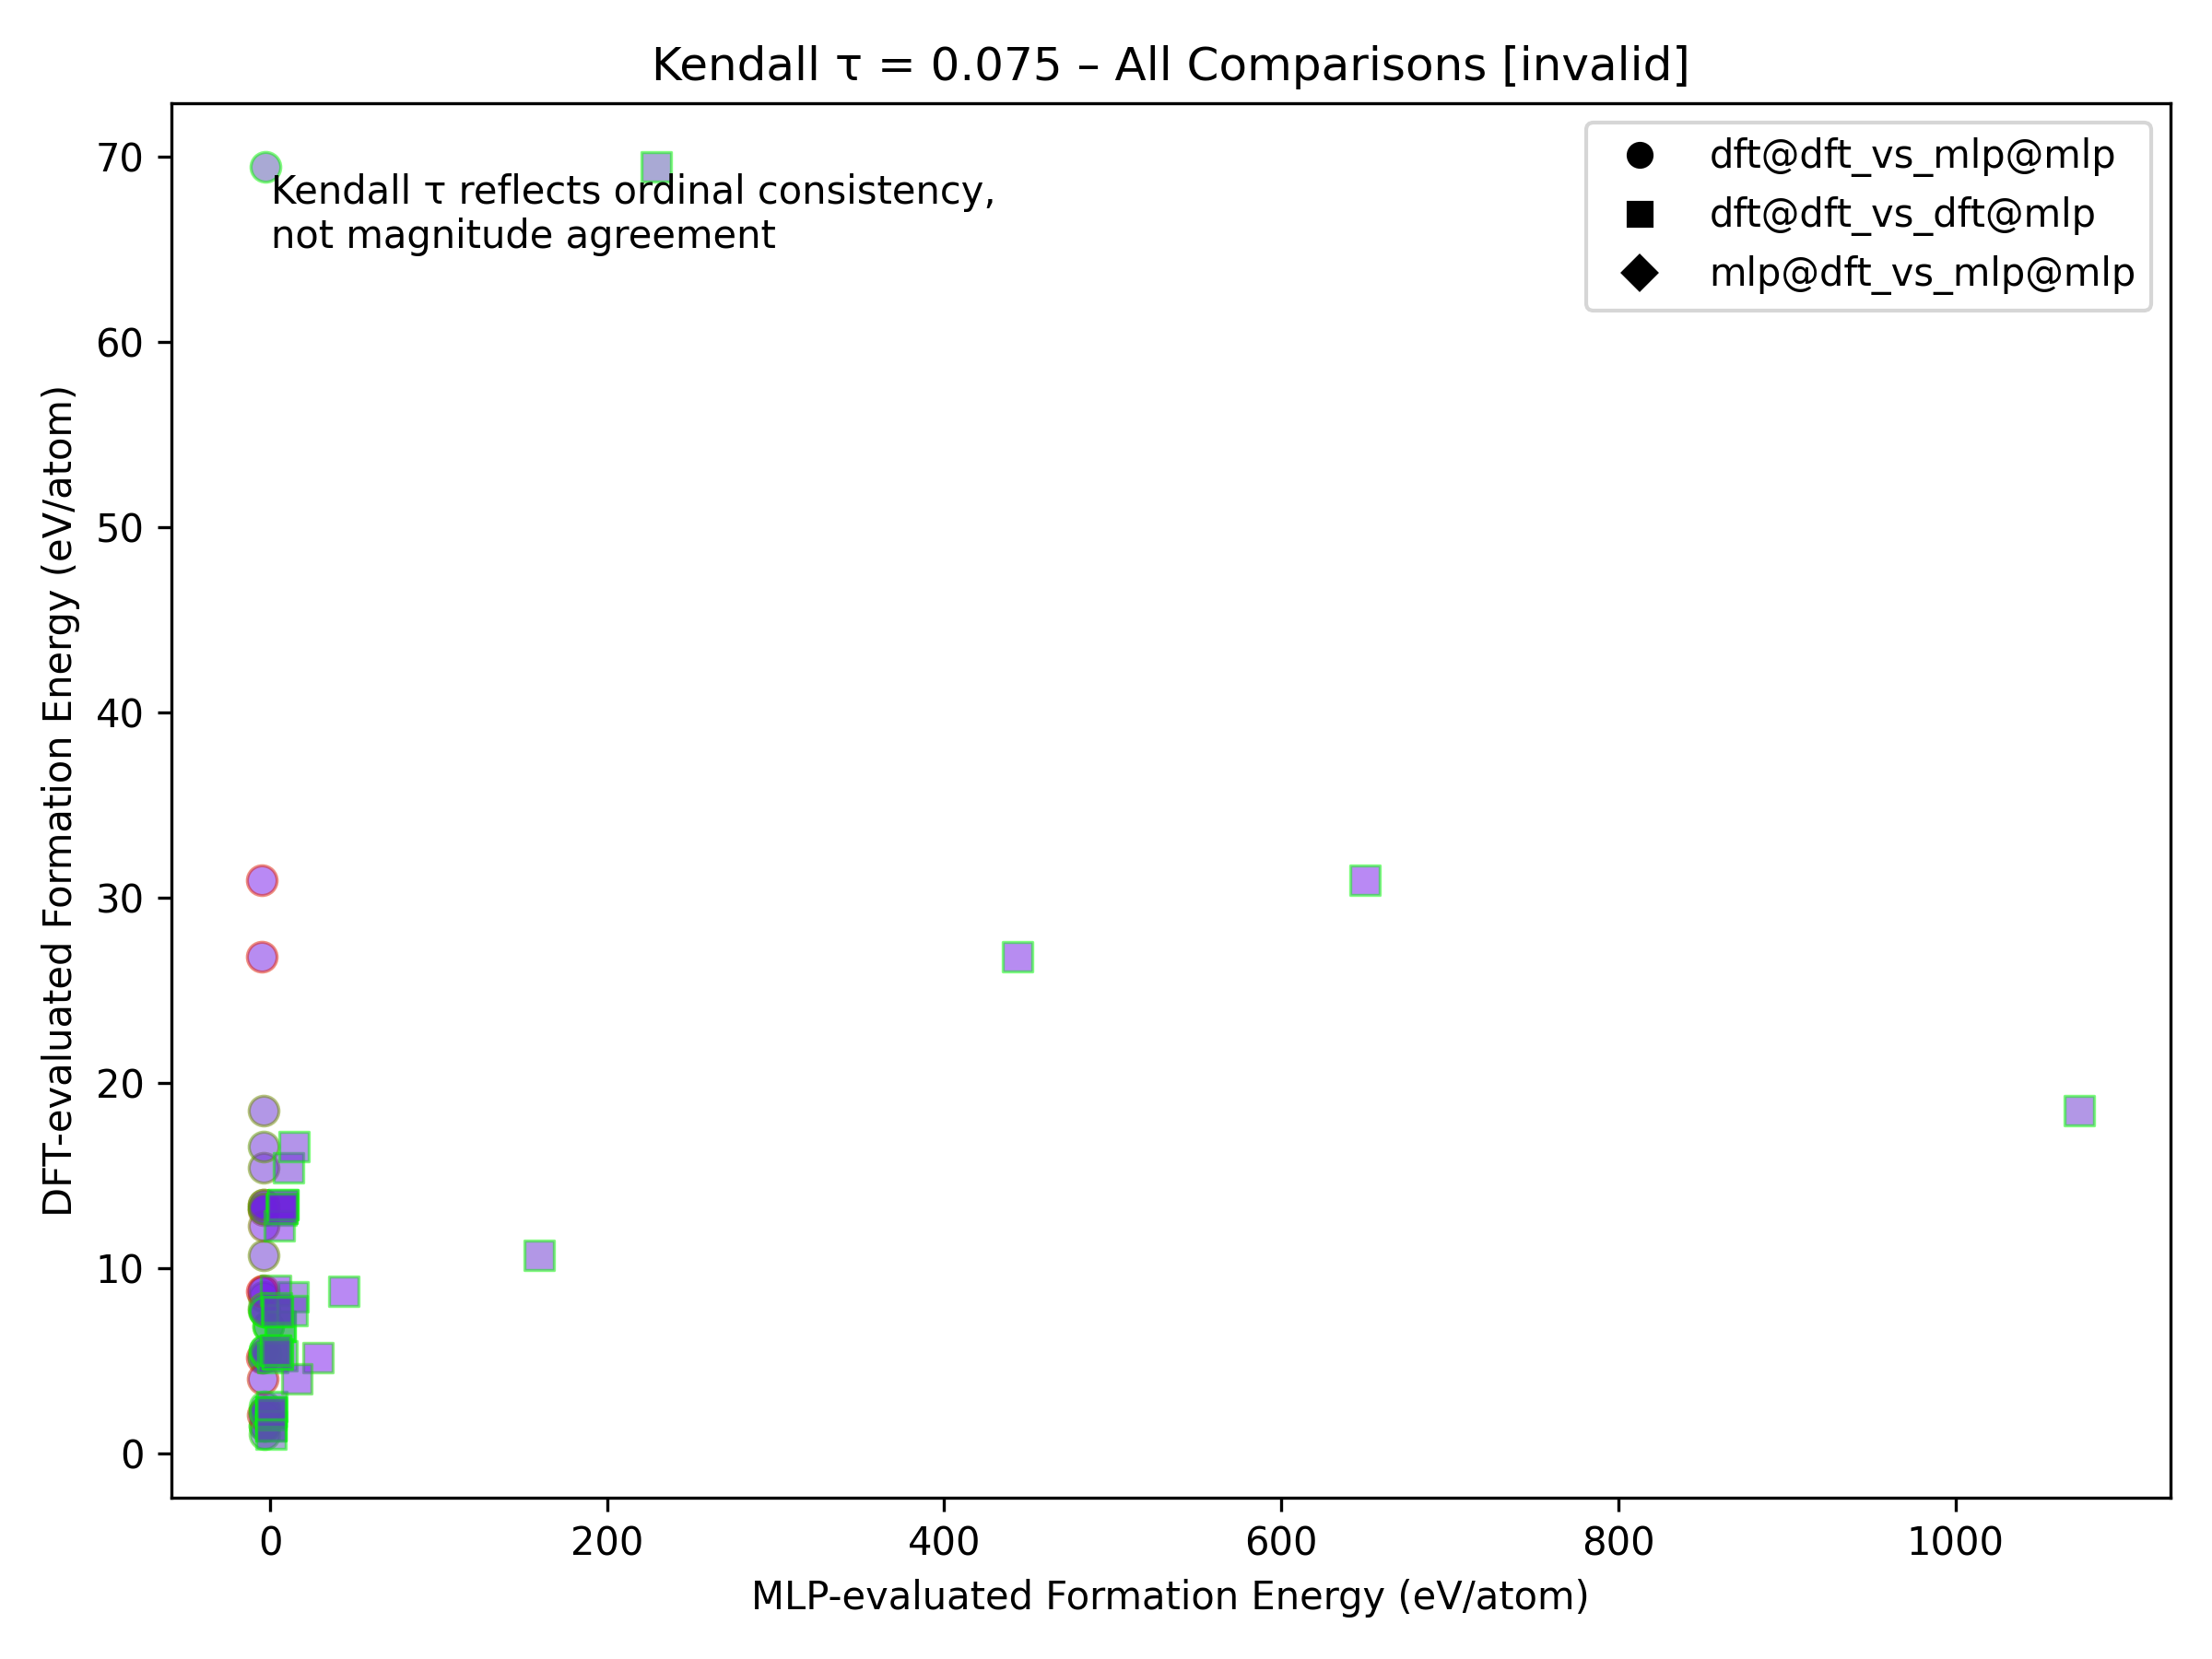 Kendall τ = 0.075 – All Comparisons [invalid]
Kendall τ reflects ordinal consistency,
not magnitude agreement
dft@dft_vs_mlp@mlp
dft@dft_vs_dft@mlp
mlp@dft_vs_mlp@mlp
DFT-evaluated Formation Energy (eV/atom)
70
60
50
40
30
20
10
0
0
200
400
600
800
1000
MLP-evaluated Formation Energy (eV/atom)